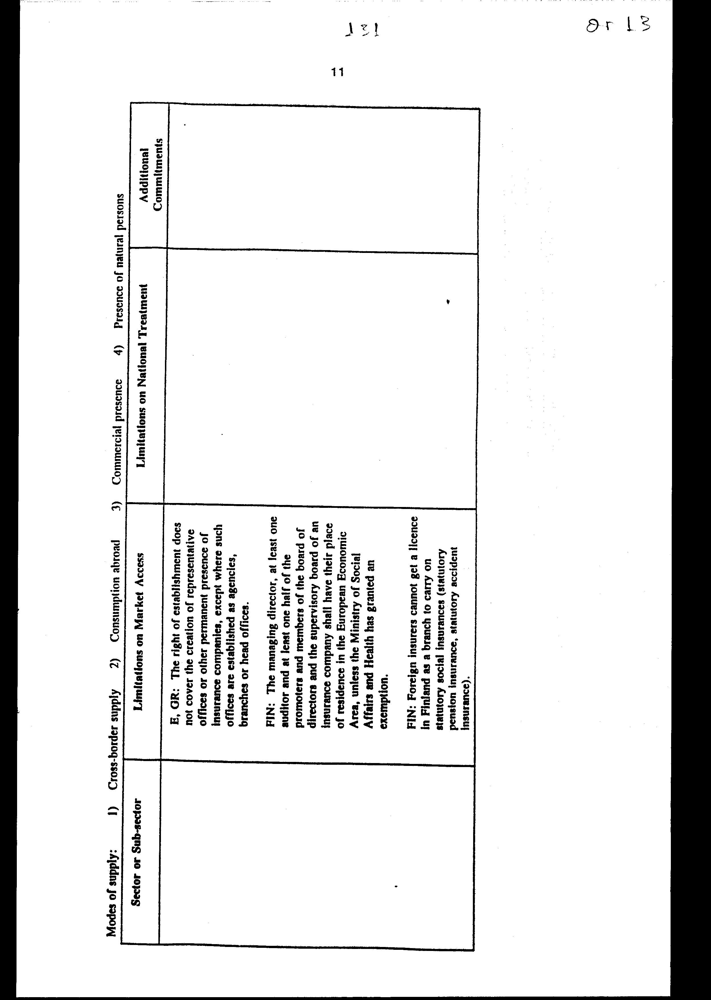 131
Or 13
11
Modes of supply: 1) Cross-border supply 2) Consumption abroad 3) Commercial presence 4) Presence of natural persons
Sector or Sub-sector
Limitations on Market Access
Limitations on National Treatment
Additional
Commitments
E, GR: The right of establishment does
not cover the creation of representative
offices or other permanent presence of
insurance companies, except where such
offices are established as agencies,
branches or head offices.
FIN: The managing director, at least one
auditor and at least one half of the
promoters and members of the board of
directors and the supervisory board of an
insurance company shall have their place
of residence in the European Economic
Area, unless the Ministry of Social
Affairs and Health has granted an
exemption.
FIN: Foreign insurers cannot get a licence
in Finland as a branch to carry on
statutory social insurances (statutory
pension insurance, statutory accident
insurance).